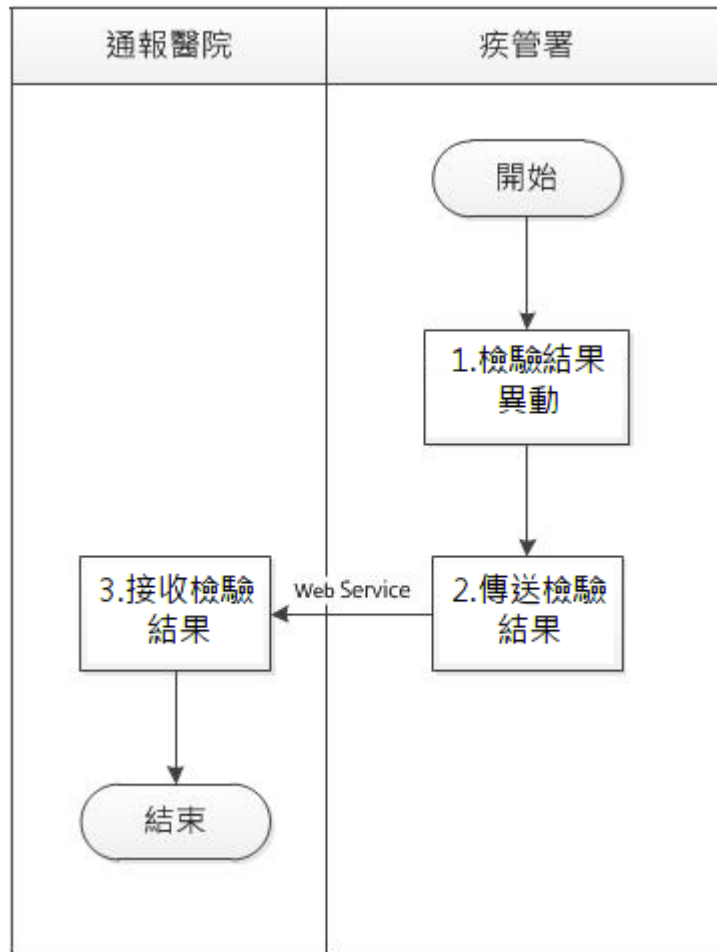 通報醫院
疾管署
開始
1.檢驗結果
異動
2.傳送檢驗
結果
Web Service
3.接收檢驗
結果
結束